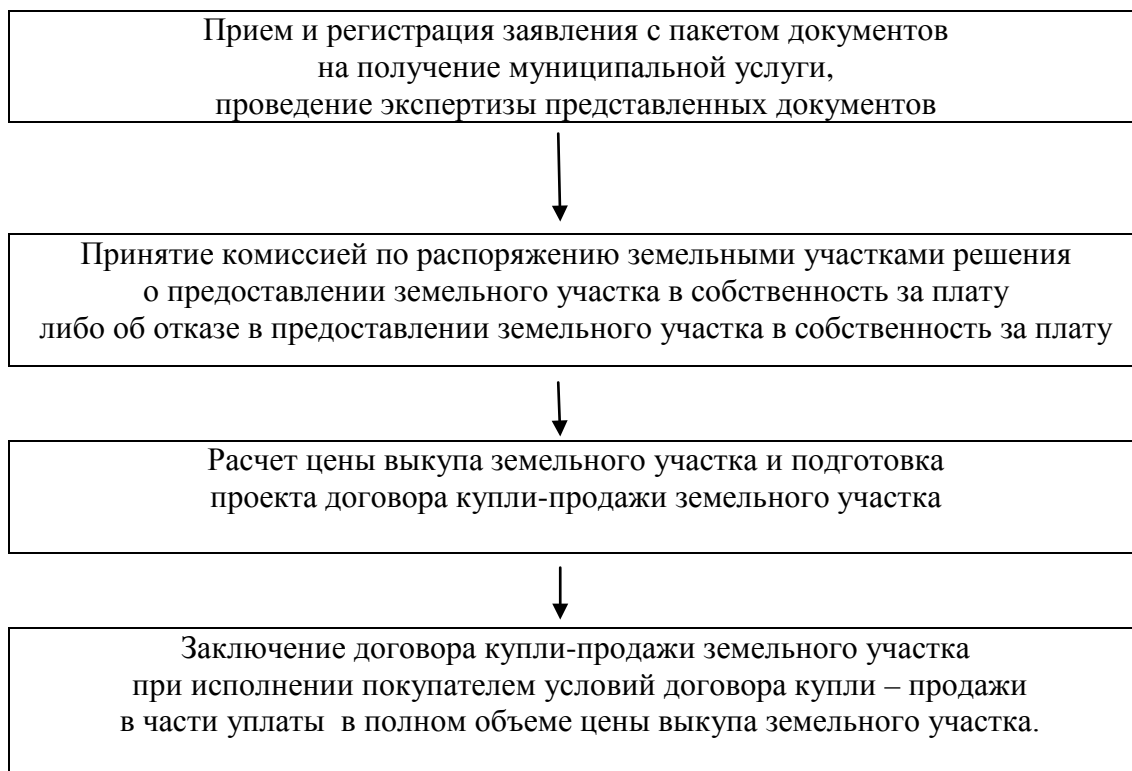 Прием и регистрация заявления с пакетом документов
на получение муниципальной услуги,
проведение экспертизы представленных документов
Принятие комиссией по распоряжению земельными участками решения
о предоставлении земельного участка в собственность за плату
либо об отказе в предоставлении земельного участка в собственность за плату
Расчет цены выкупа земельного участка и подготовка
проекта договора купли-продажи земельного участка
Заключение договора купли-продажи земельного участка
при исполнении покупателем условий договора купли – продажи
в части уплаты  в полном объеме цены выкупа земельного участка.